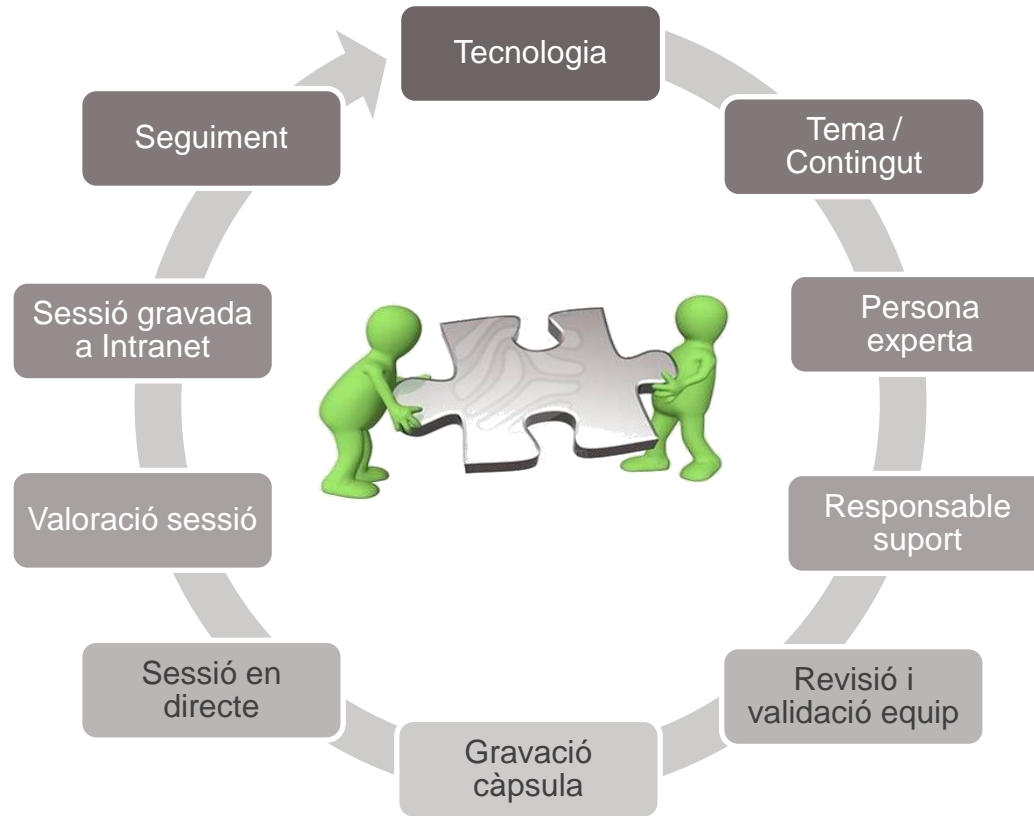 Tecnologia
Tema /
Contingut
Persona
experta
Responsable
suport
Revisió i
validació equip
Gravació
càpsula
Sessió en
directe
Valoració sessió
Sessió gravada
a Intranet
Seguiment